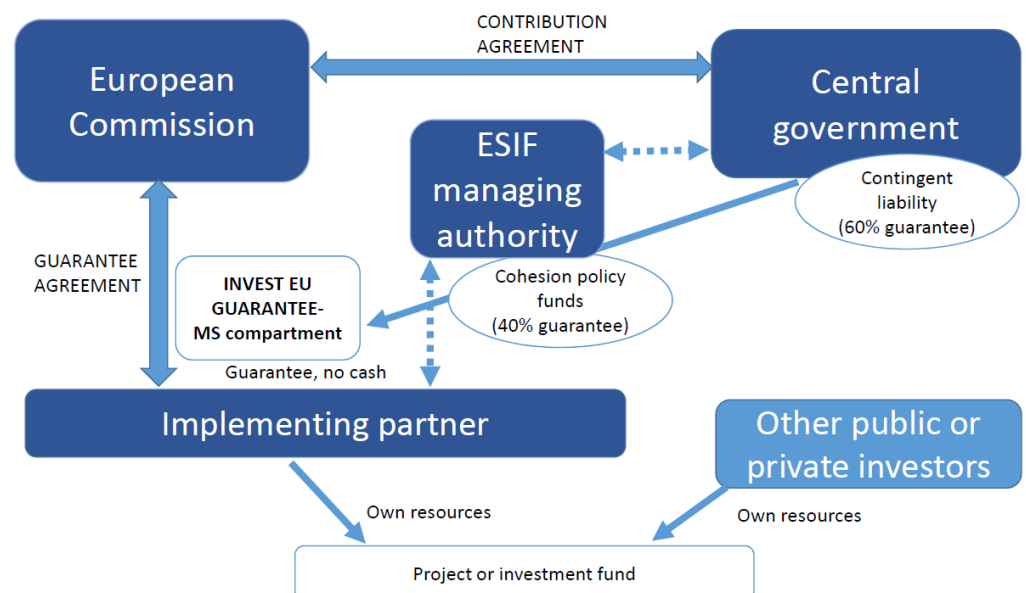 CONTRIBUTION
AGREEMENT
European
Commission
Central
government
ESIF
managing
authority
Contingent
liability
(60% guarantee)
GUARANTEE
AGREEMENT
INVEST EU
GUARANTEE-
MS compartment
Cohesion policy
funds
(40% guarantee)
Guarantee, no cash
Implementing partner
Other public or
private investors
Own resources
Own resources
Project or investment fund